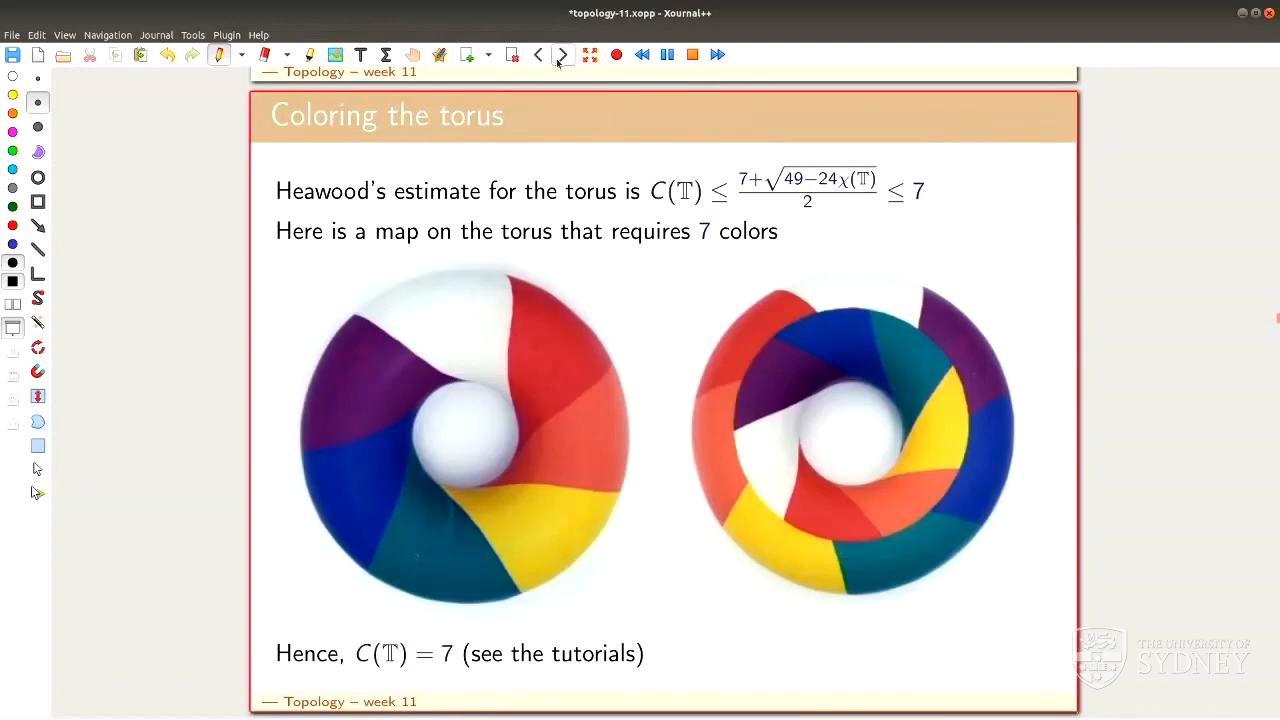 *topology-11.xopp - Xournal++
File Edit View Navigation Journal Tools Plugin Help
— Topology – week 11
Coloring the torus
Heawood's estimate for the torus is C(𝕋) ≤ (7+√(49−24χ(𝕋)))/2 ≤ 7
Here is a map on the torus that requires 7 colors
Hence, C(𝕋) = 7 (see the tutorials)
THE UNIVERSITY OF
SYDNEY
— Topology – week 11